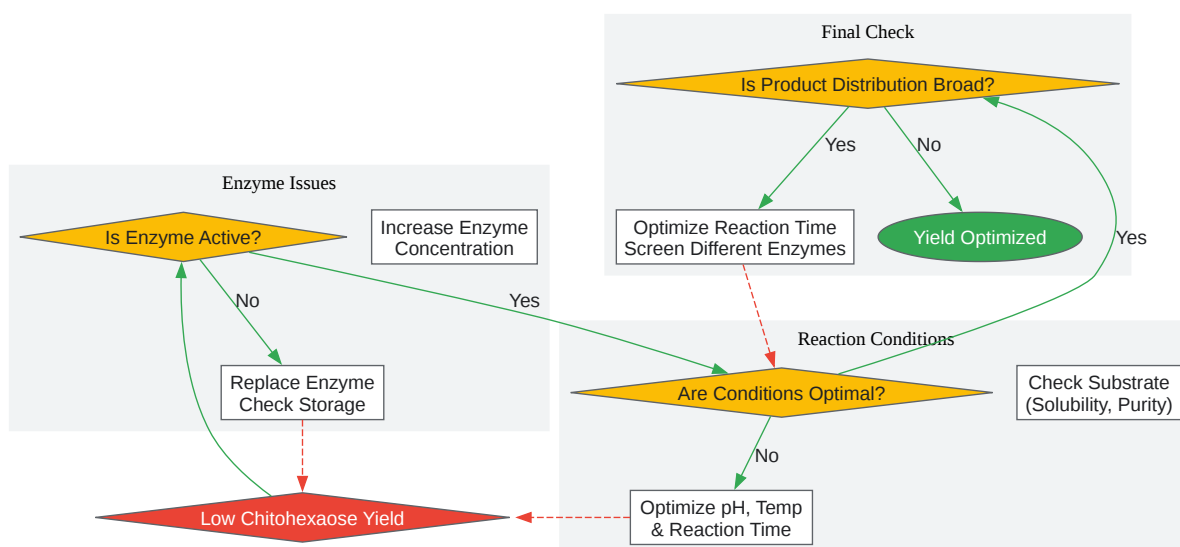 Final Check
Is Product Distribution Broad?
Yes
No
Optimize Reaction Time
Screen Different Enzymes
Yield Optimized
Yes
Enzyme Issues
Is Enzyme Active?
Increase Enzyme
Concentration
No
Yes
Replace Enzyme
Check Storage
Reaction Conditions
Are Conditions Optimal?
Check Substrate
(Solubility, Purity)
No
Low Chitohexaose Yield
Optimize pH, Temp
& Reaction Time